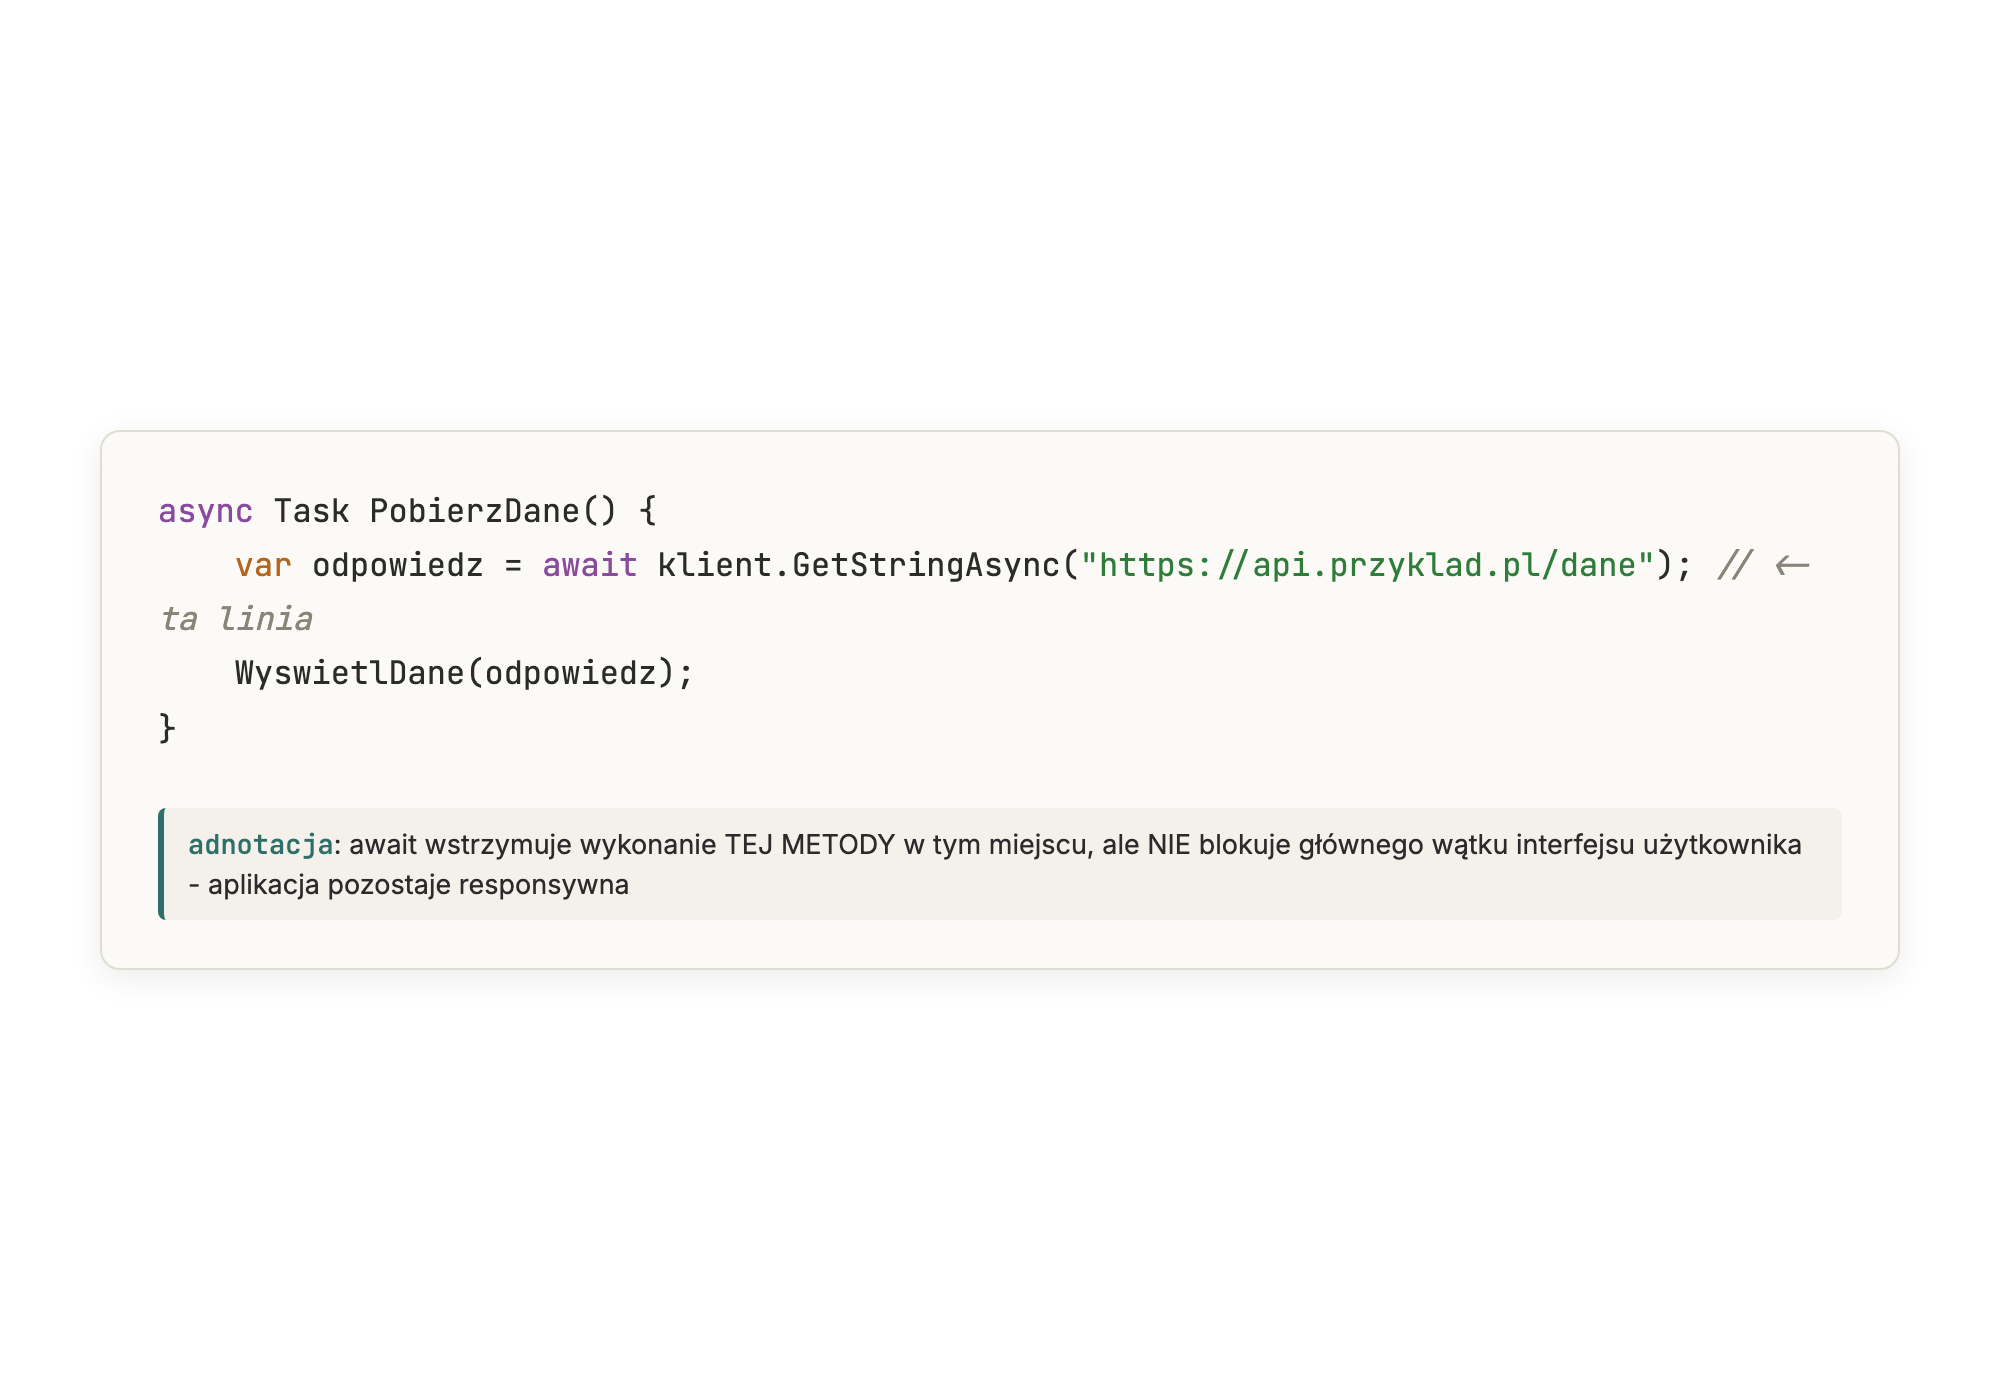 async Task PobierzDane() {
    var odpowiedz = await klient.GetStringAsync("https://api.przyklad.pl/dane"); // <-
ta linia
    WyswietlDane(odpowiedz);
}
adnotacja: await wstrzymuje wykonanie TEJ METODY w tym miejscu, ale NIE blokuje głównego wątku interfejsu użytkownika
- aplikacja pozostaje responsywna